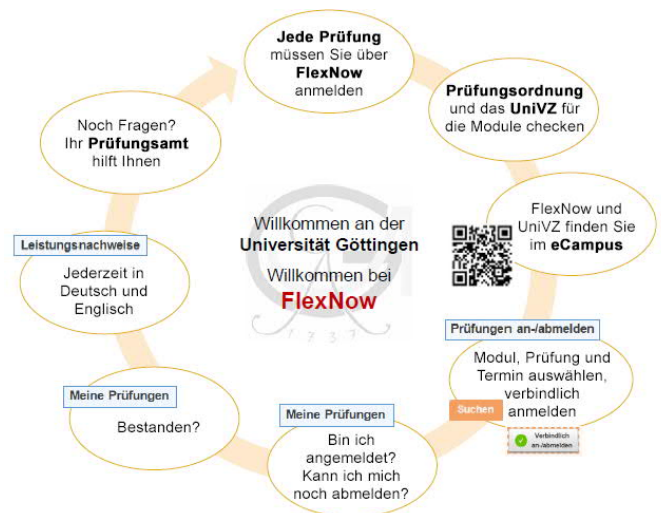 Jede Prüfung
müssen Sie über
FlexNow
anmelden
Prüfungsordnung
und das UniVZ für
die Module checken
FlexNow und
UniVZ finden Sie
im eCampus
Prüfungen an-/abmelden
Modul, Prüfung und
Termin auswählen,
verbindlich
anmelden
Suchen
Verbindlich
an-/abmelden
Meine Prüfungen
Bin ich
angemeldet?
Kann ich mich
noch abmelden?
Meine Prüfungen
Bestanden?
Leistungsnachweise
Jederzeit in
Deutsch und
Englisch
Noch Fragen?
Ihr Prüfungsamt
hilft Ihnen
Willkommen an der
Universität Göttingen
Willkommen bei
FlexNow
1737